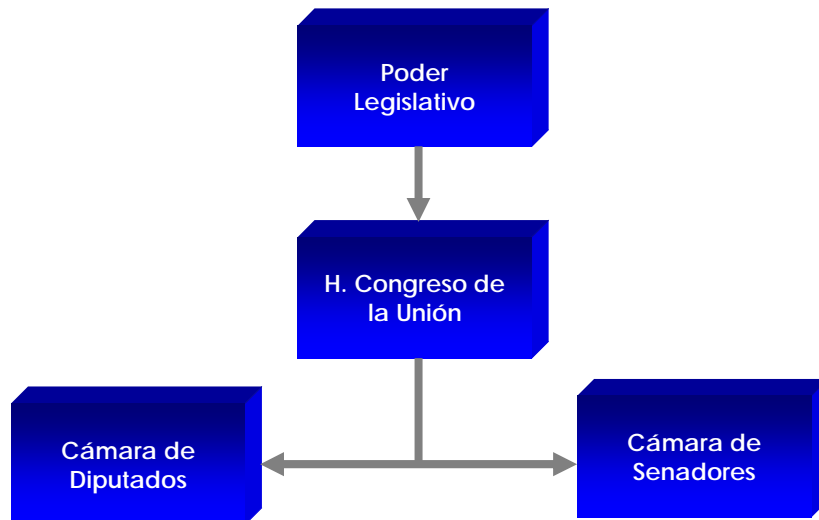 Poder
Legislativo
H. Congreso de
la Unión
Cámara de
Diputados
Cámara de
Senadores